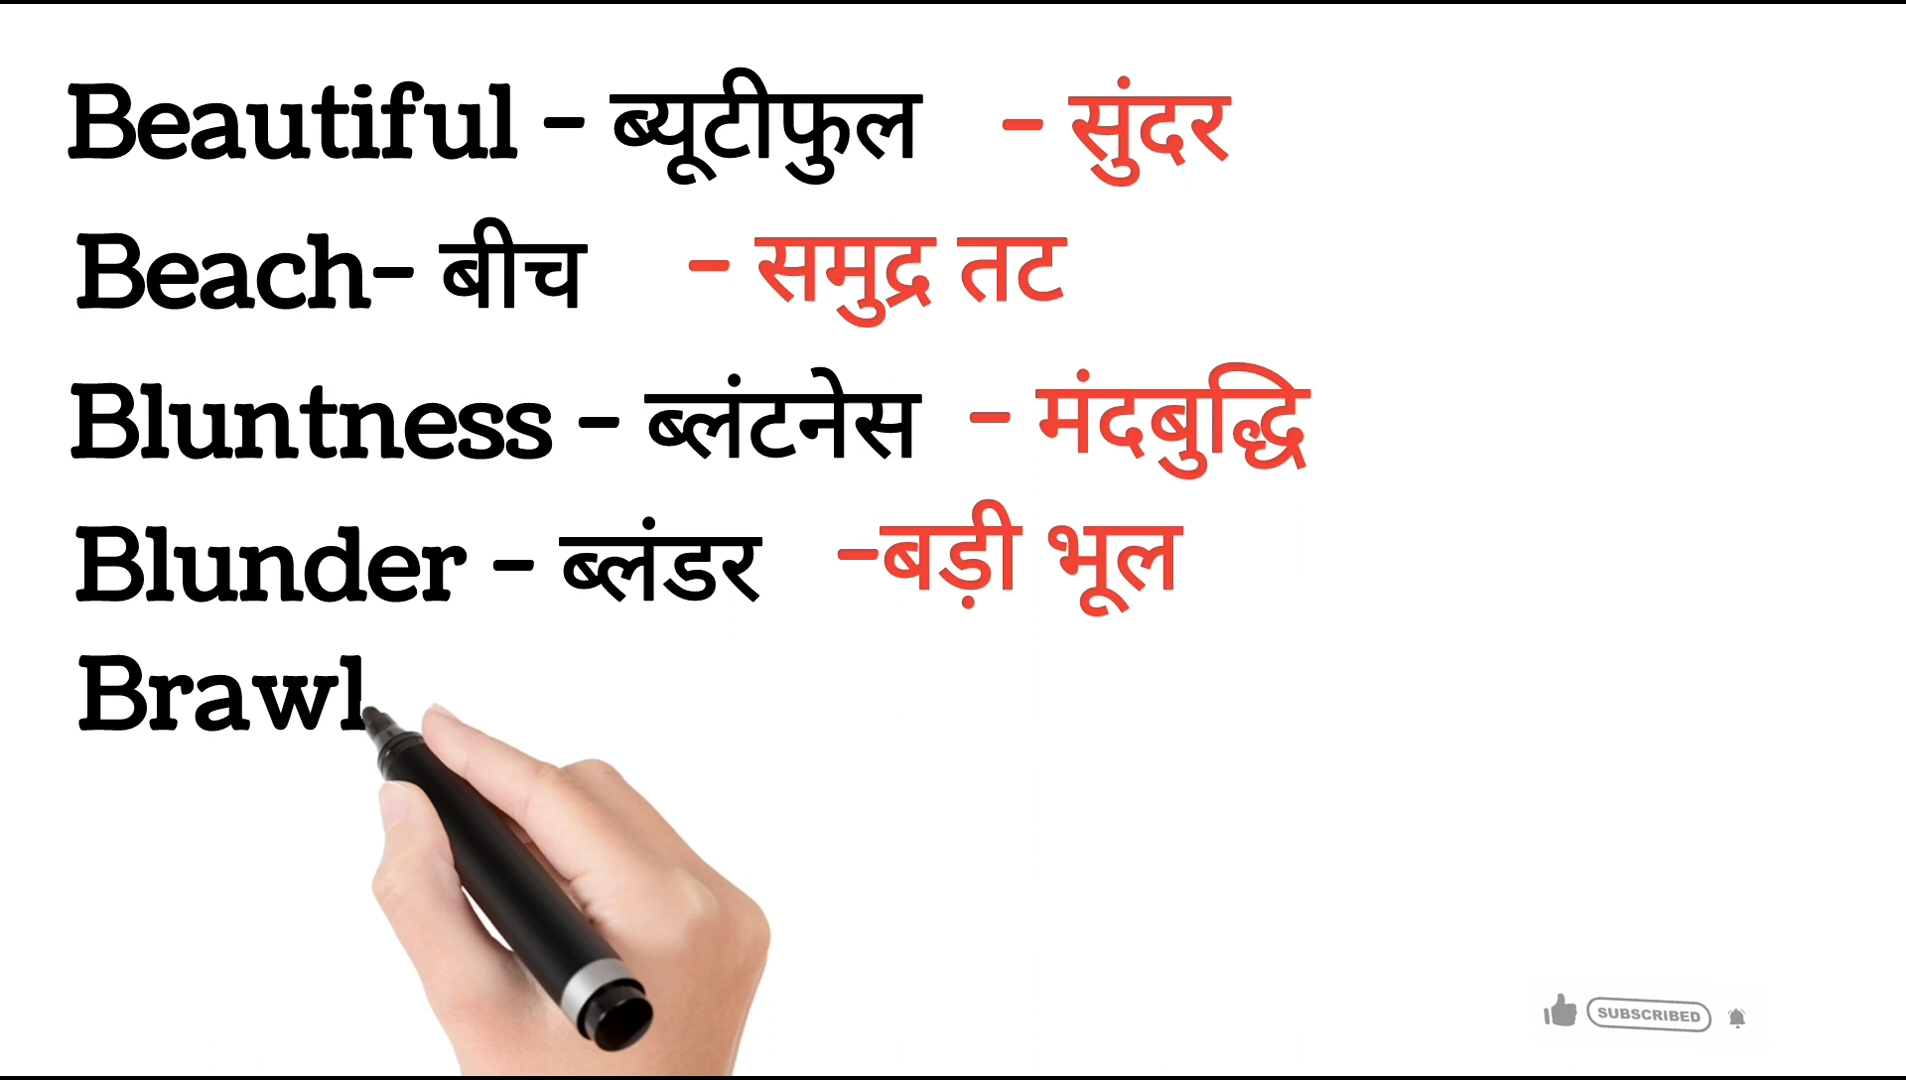 Beautiful - ब्यूटीफुल - सुंदर
Beach- बीच - समुद्र तट
Bluntness - ब्लंटनेस - मंदबुद्धि
Blunder - ब्लंडर -बड़ी भूल
Brawl
SUBSCRIBED